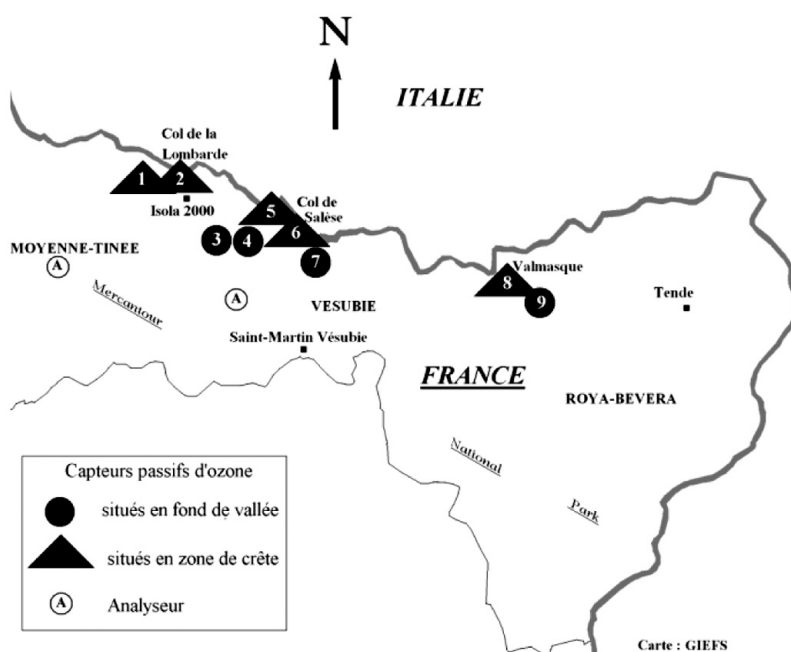 N
ITALIE
Col de la
Lombarde
1
2
Isola 2000
5
Col de
Salèse
6
3
4
7
MOYENNE-TINEE
A
Mercantour
A
VESUBIE
Valmasque
8
9
Tende
Saint-Martin Vésubie
FRANCE
ROYA-BEVERA
National
Park
Capteurs passifs d'ozone
situés en fond de vallée
situés en zone de crête
A
Analyseur
Carte : GIEFS